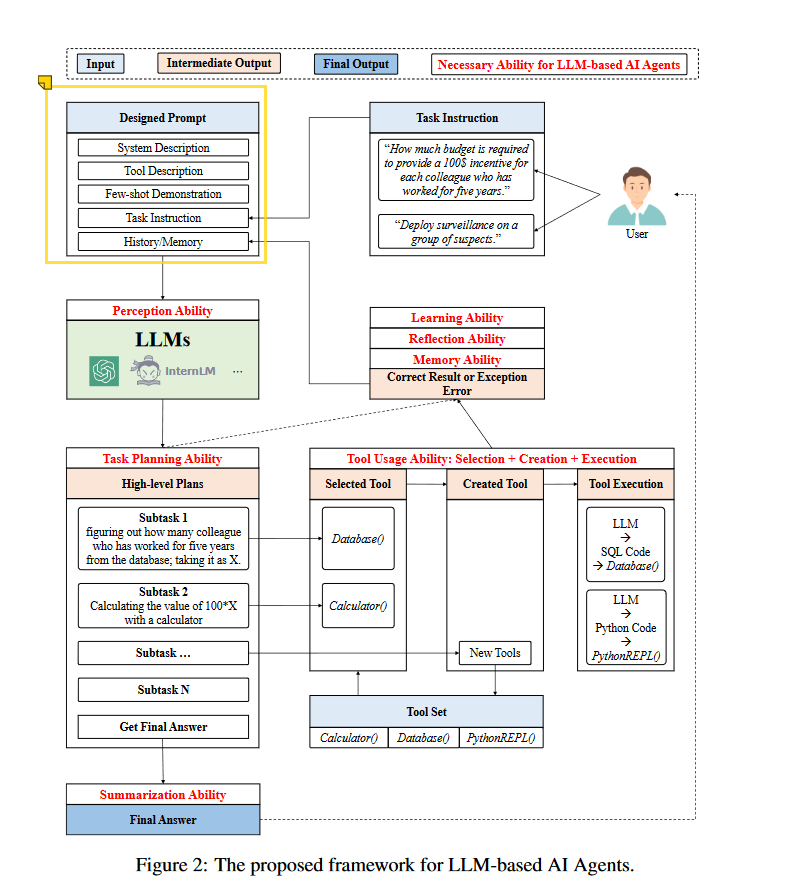 Input
Intermediate Output
Final Output
Necessary Ability for LLM-based AI Agents
Designed Prompt
System Description
Tool Description
Few-shot Demonstration
Task Instruction
History/Memory
Task Instruction
“How much budget is required
to provide a 100$ incentive for
each colleague who has
worked for five years.”
“Deploy surveillance on a
group of suspects.”
User
Perception Ability
LLMs
InternLM
...
Learning Ability
Reflection Ability
Memory Ability
Correct Result or Exception
Error
Task Planning Ability
High-level Plans
Subtask 1
figuring out how many colleague
who has worked for five years
from the database; taking it as X.
Subtask 2
Calculating the value of 100*X
with a calculator
Subtask ...
Subtask N
Get Final Answer
Tool Usage Ability: Selection + Creation + Execution
Selected Tool
Database()
Calculator()
Created Tool
New Tools
Tool Execution
LLM
→
SQL Code
→ Database()
LLM
→
Python Code
→
PythonREPL()
Tool Set
Calculator()
Database()
PythonREPL()
Summarization Ability
Final Answer
Figure 2: The proposed framework for LLM-based AI Agents.